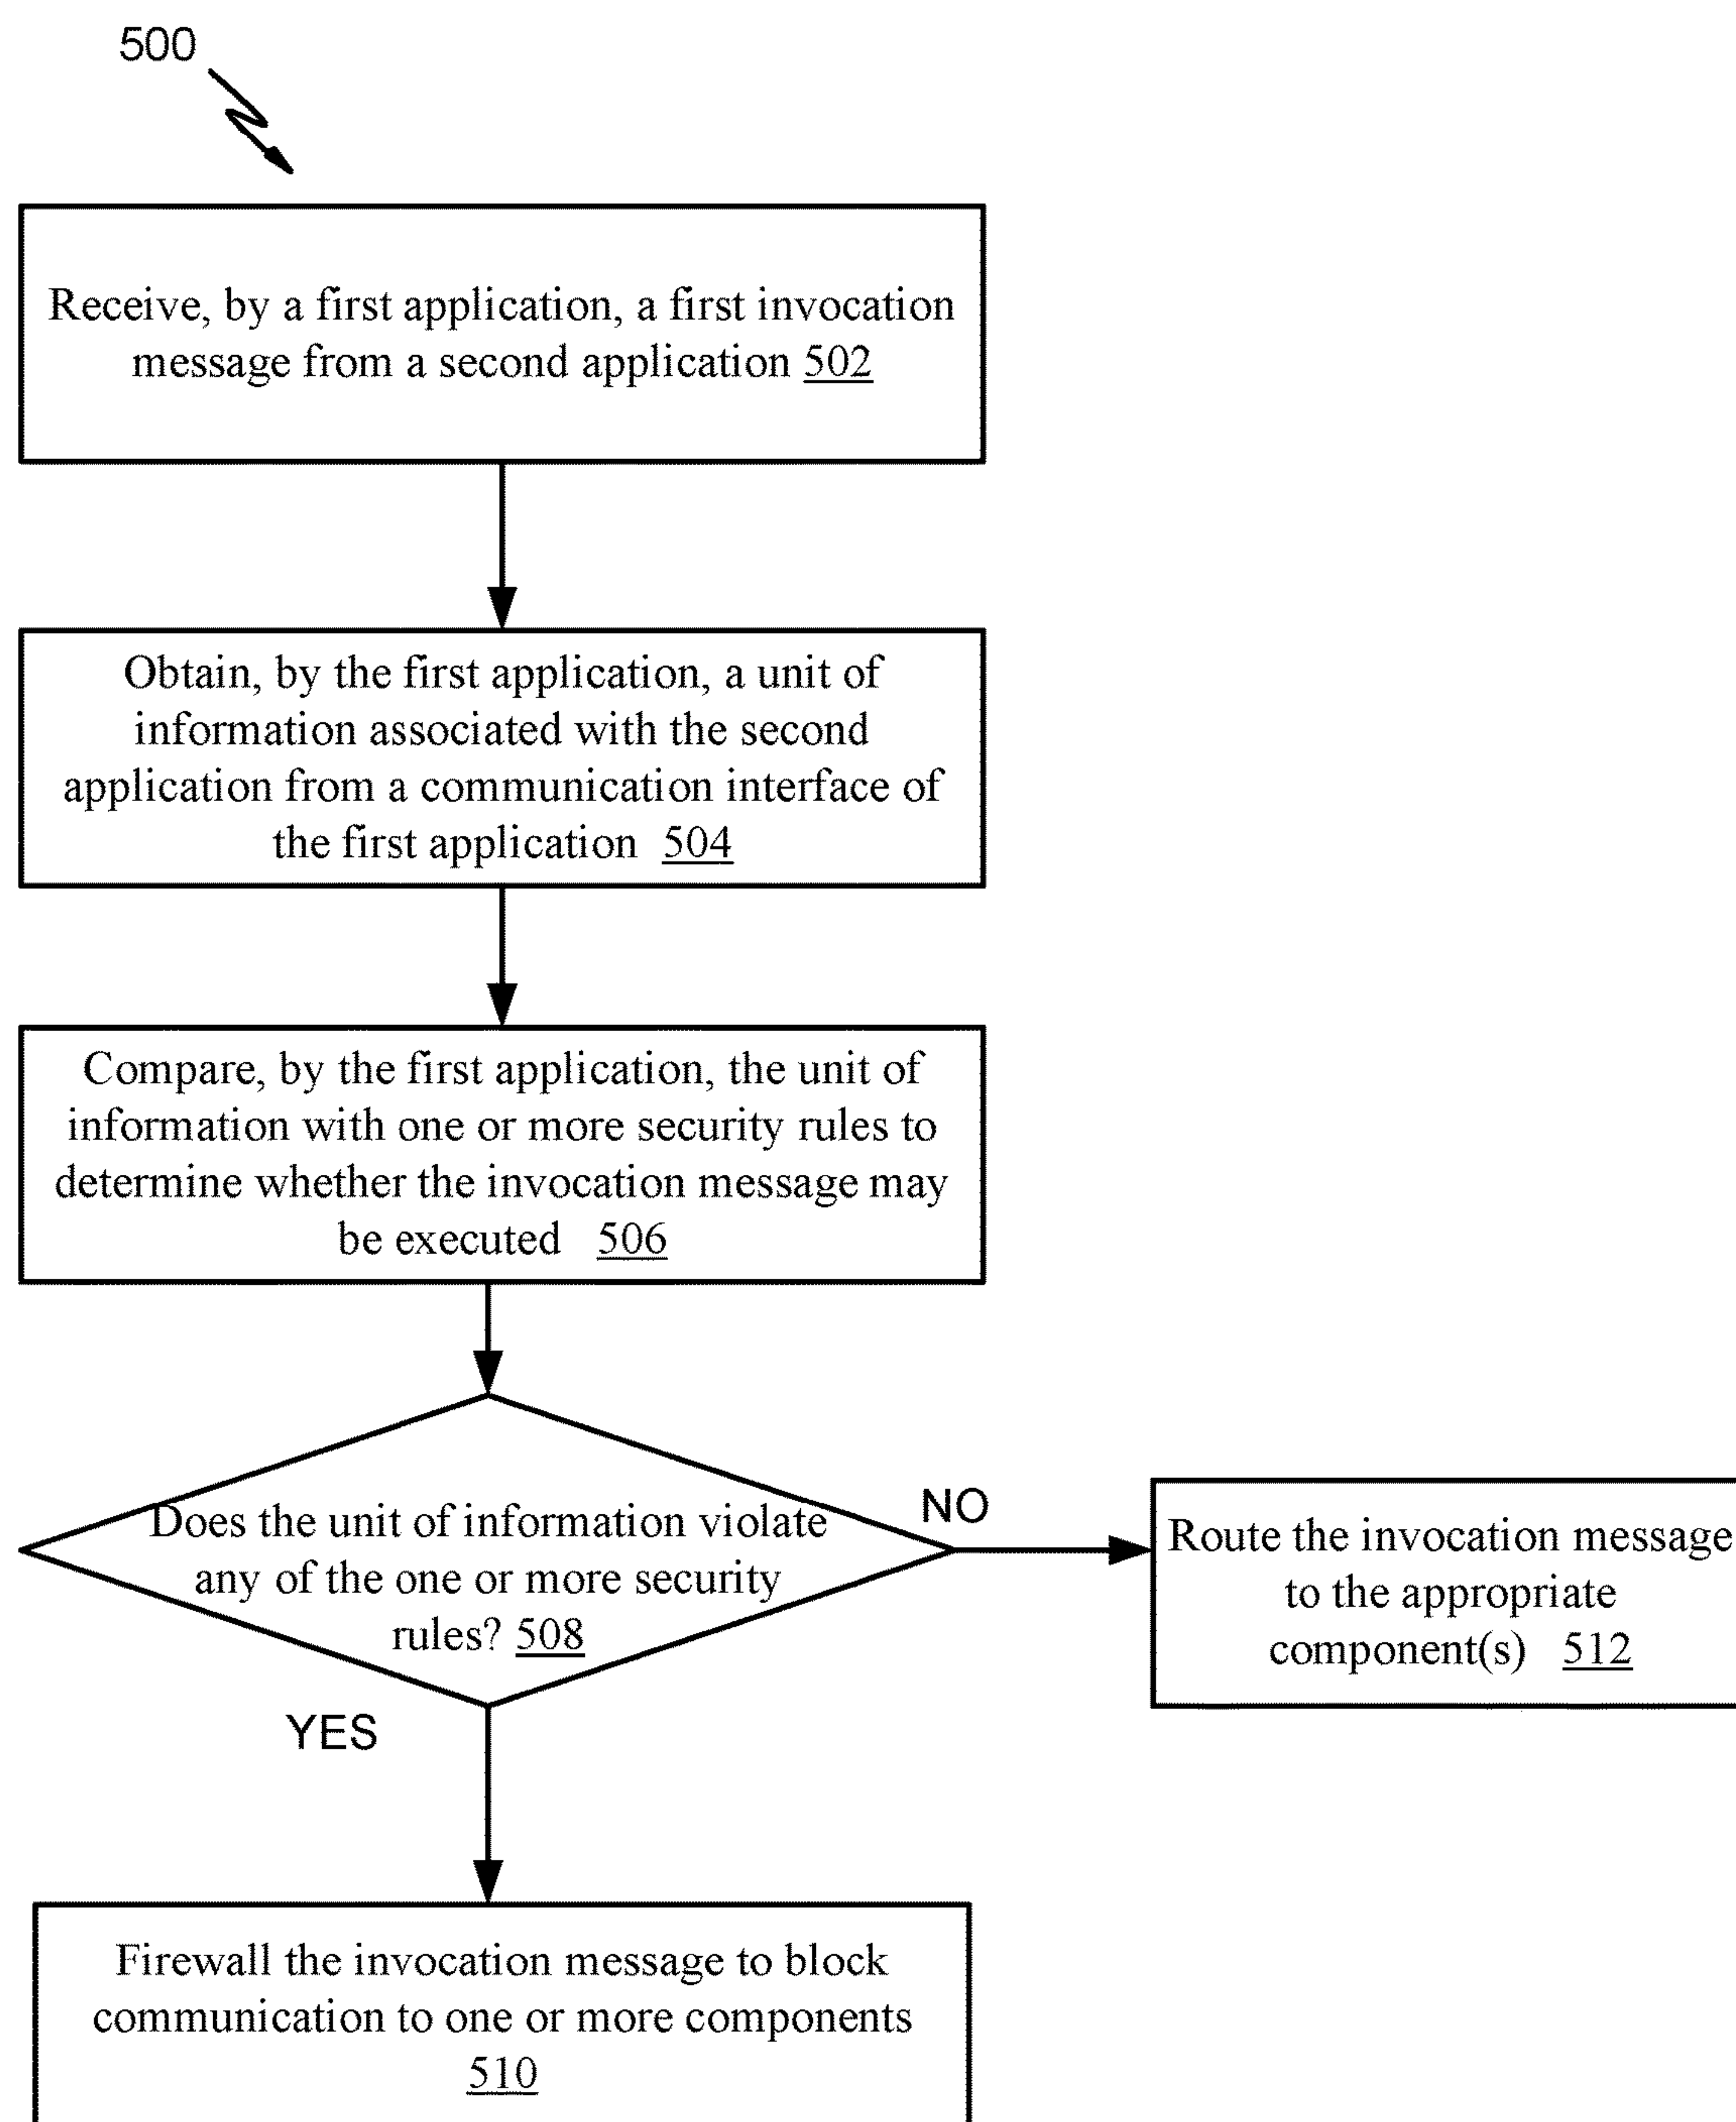 500
Receive, by a first application, a first invocation
message from a second application 502
Obtain, by the first application, a unit of
information associated with the second
application from a communication interface of
the first application 504
Compare, by the first application, the unit of
information with one or more security rules to
determine whether the invocation message may
be executed 506
Does the unit of information violate
any of the one or more security
rules? 508
NO
Route the invocation message
to the appropriate
component(s) 512
YES
Firewall the invocation message to block
communication to one or more components
510